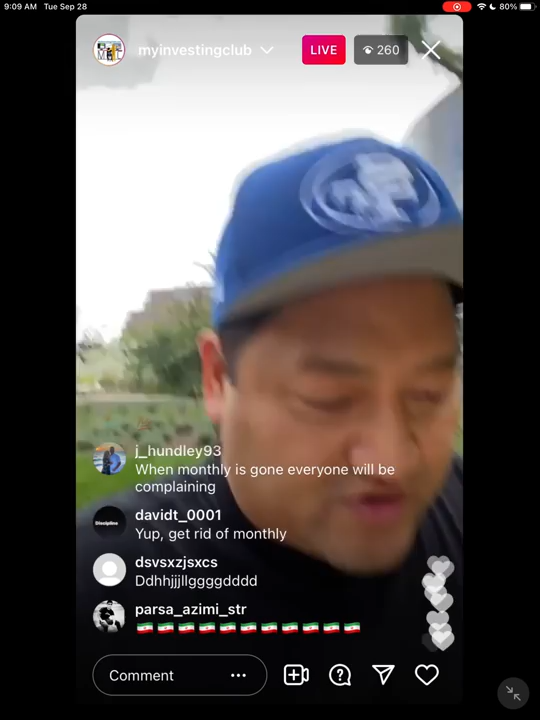 9:09 AM Tue Sep 28
80%
myinvestingclub
LIVE
260
j_hundley93
When monthly is gone everyone will be
complaining
davidt_0001
Yup, get rid of monthly
dsvsxzjsxcs
Ddhhjjjllggggdddd
parsa_azimi_str
Comment